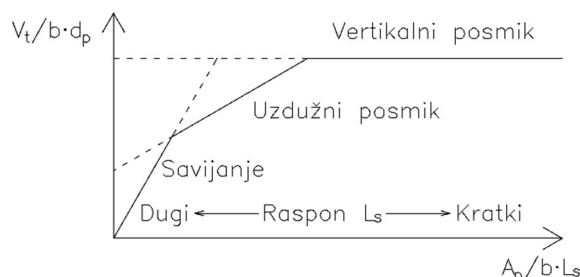 V_t/b·d_p
Vertikalni posmik
Uzdužni posmik
Savijanje
Dugi Raspon L_s Kratki
A_p/b·L_s